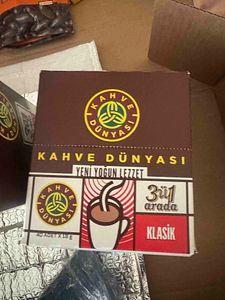 KAHVE
DÜNYASI
KAHVE DÜNYASI
YENİ YOĞUN LEZZET
KAHVE
DÜNYASI
3ü1
arada
KLASİK